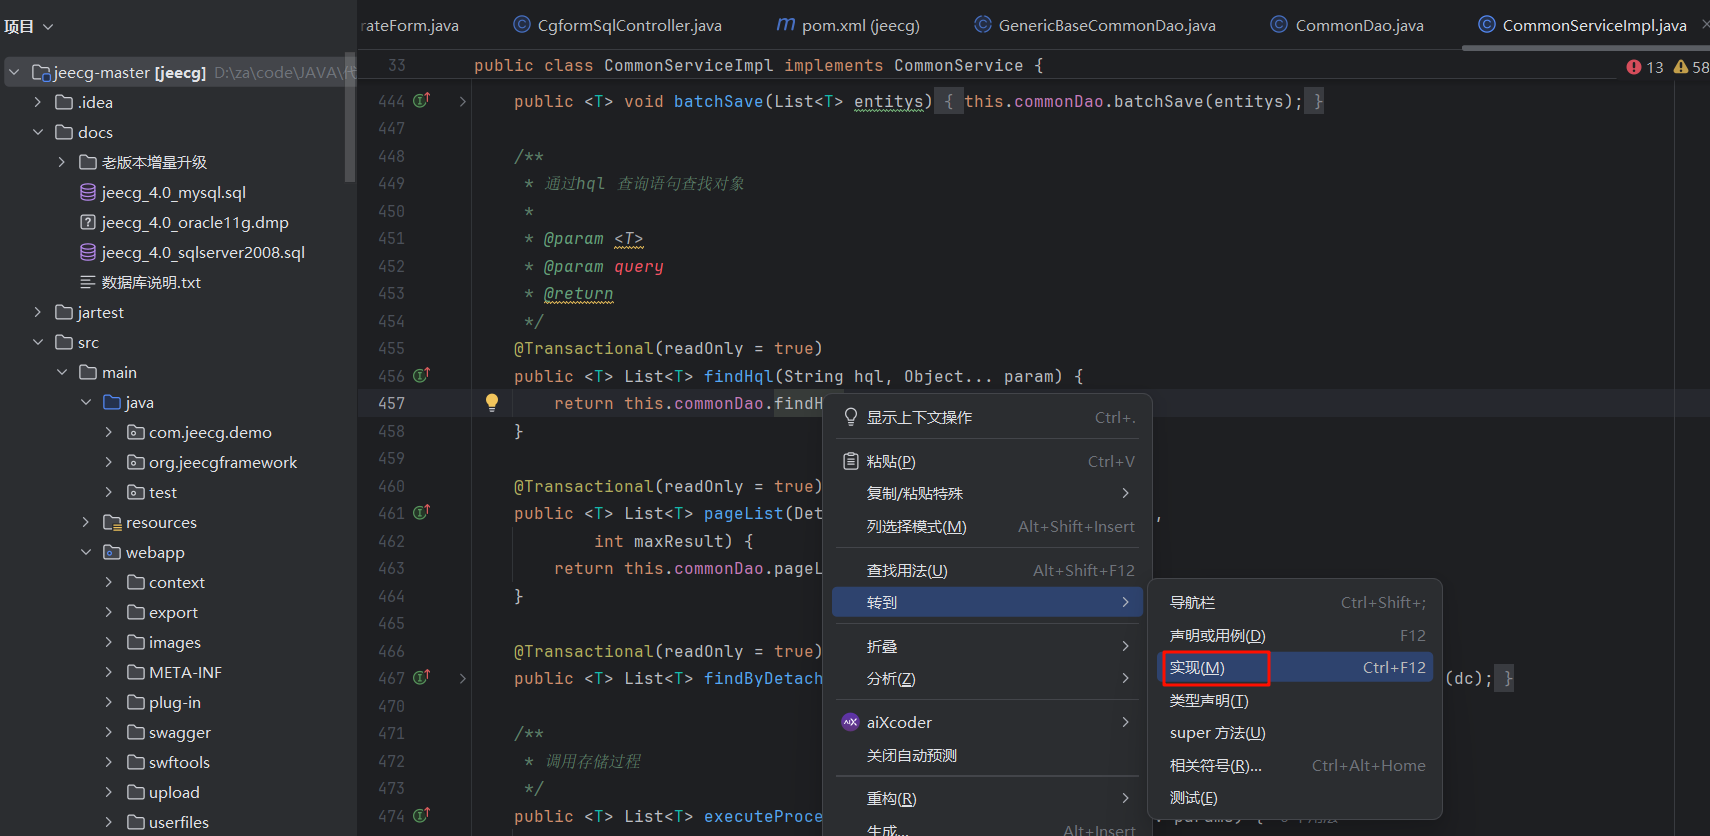 项目
rateForm.java
CgformSqlController.java
pom.xml (jeecg)
GenericBaseCommonDao.java
CommonDao.java
CommonServiceImpl.java
jeecg-master [jeecg] D:\za\code\JAVA\代
.idea
docs
老版本增量升级
jeecg_4.0_mysql.sql
jeecg_4.0_oracle11g.dmp
jeecg_4.0_sqlserver2008.sql
数据库说明.txt
jartest
src
main
java
com.jeecg.demo
org.jeecgframework
test
resources
webapp
context
export
images
META-INF
plug-in
swagger
swftools
upload
userfiles
13 58
33 public class CommonServiceImpl implements CommonService {
444 public <T> void batchSave(List<T> entitys) { this.commonDao.batchSave(entitys); }
447
448 /**
449 * 通过hql 查询语句查找对象
450 *
451 * @param <T>
452 * @param query
453 * @return
454 */
455 @Transactional(readOnly = true)
456 public <T> List<T> findHql(String hql, Object... param) {
457 return this.commonDao.findH
458 }
459
460 @Transactional(readOnly = true)
461 public <T> List<T> pageList(Det ,
462 int maxResult) {
463 return this.commonDao.pageL
464 }
465
466 @Transactional(readOnly = true)
467 public <T> List<T> findByDetach (dc); }
470
471 /**
472 * 调用存储过程
473 */
474 public <T> List<T> executeProce params) {
显示上下文操作 Ctrl+.
粘贴(P) Ctrl+V
复制/粘贴特殊
列选择模式(M) Alt+Shift+Insert
查找用法(U) Alt+Shift+F12
转到
折叠
分析(Z)
aiXcoder
关闭自动预测
重构(R)
生成... Alt+Insert
导航栏 Ctrl+Shift+;
声明或用例(D) F12
实现(M) Ctrl+F12
类型声明(T)
super 方法(U)
相关符号(R)... Ctrl+Alt+Home
测试(E)